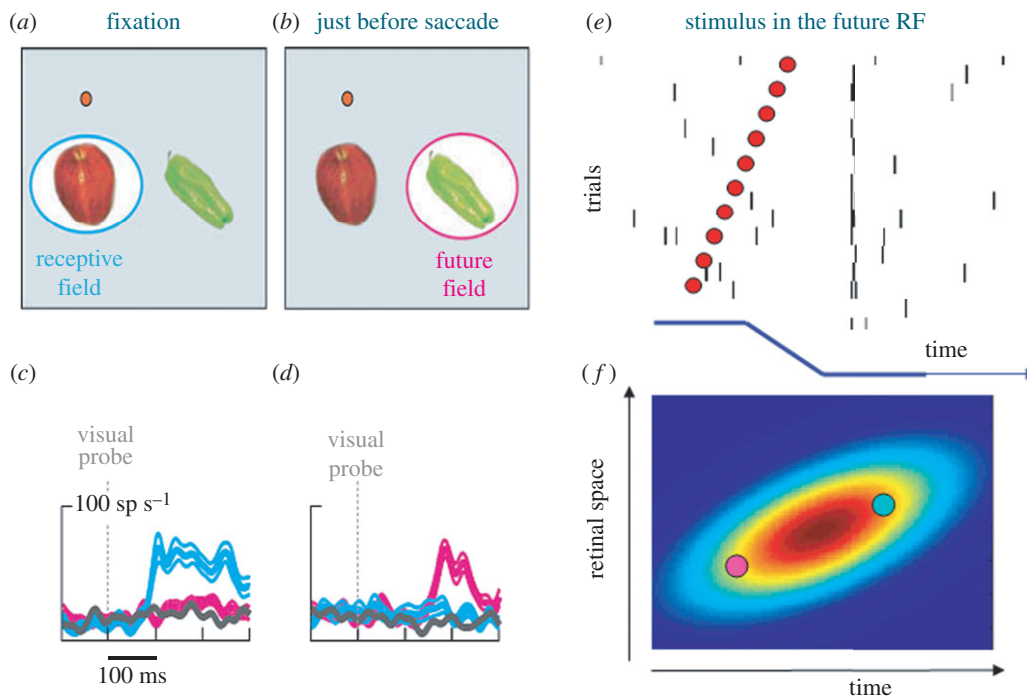 (a) fixation
(b) just before saccade
receptive
field
future
field
(c)
visual
probe
100 sp s⁻¹
100 ms
(d)
visual
probe
(e) stimulus in the future RF
trials
time
(f)
retinal space
time